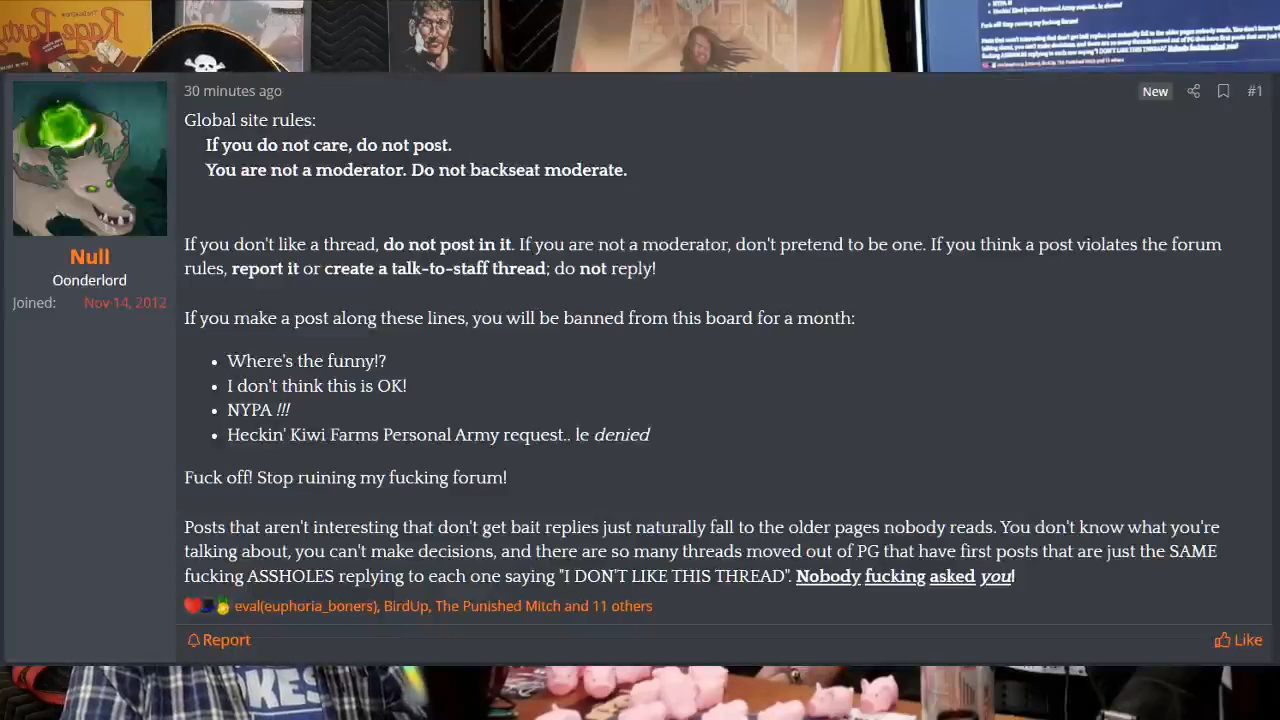 Rage Party
30 minutes ago
New
#1
Global site rules:
If you do not care, do not post.
You are not a moderator. Do not backseat moderate.
If you don't like a thread, do not post in it. If you are not a moderator, don't pretend to be one. If you think a post violates the forum
rules, report it or create a talk-to-staff thread; do not reply!
Null
Oonderlord
Joined: Nov 14, 2012
If you make a post along these lines, you will be banned from this board for a month:
• Where's the funny!?
• I don't think this is OK!
• NYPA !!!
• Heckin' Kiwi Farms Personal Army request.. le denied
Fuck off! Stop ruining my fucking forum!
Posts that aren't interesting that don't get bait replies just naturally fall to the older pages nobody reads. You don't know what you're
talking about, you can't make decisions, and there are so many threads moved out of PG that have first posts that are just the SAME
fucking ASSHOLES replying to each one saying "I DON'T LIKE THIS THREAD". Nobody fucking asked you!
eval(euphoria_boners), BirdUp, The Punished Mitch and 11 others
Report
Like